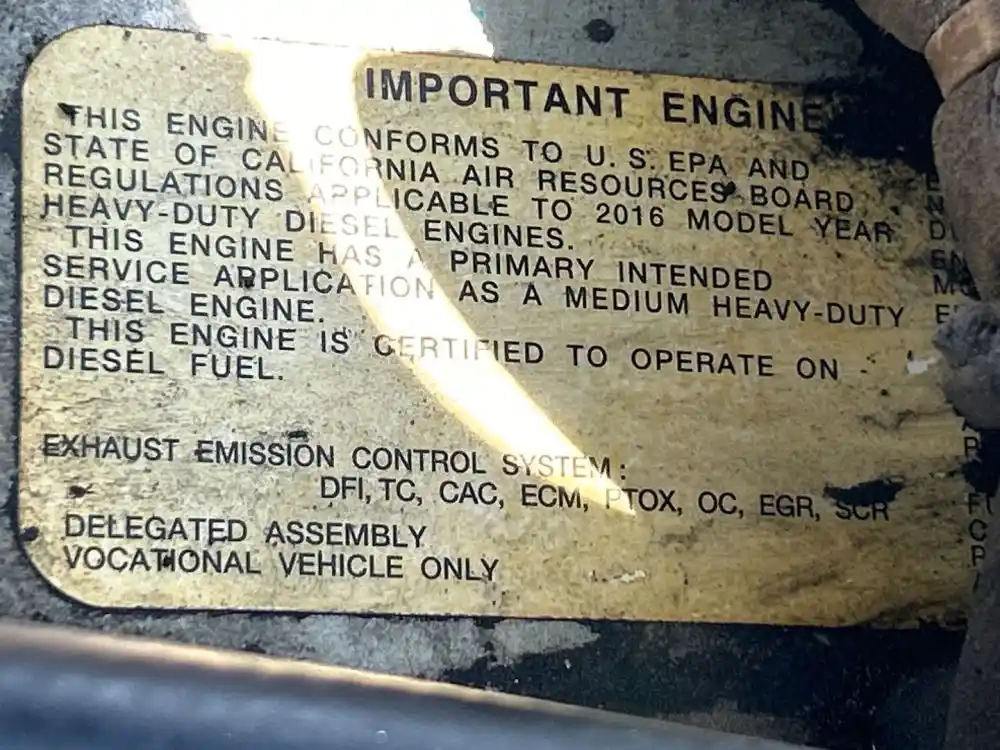 IMPORTANT ENGINE
THIS ENGINE CONFORMS TO U.S. EPA AND
STATE OF CALIFORNIA AIR RESOURCES BOARD
REGULATIONS APPLICABLE TO 2016 MODEL YEAR
HEAVY-DUTY DIESEL ENGINES.
THIS ENGINE HAS A PRIMARY INTENDED
SERVICE APPLICATION AS A MEDIUM HEAVY-DUTY
DIESEL ENGINE.
THIS ENGINE IS CERTIFIED TO OPERATE ON
DIESEL FUEL.
EXHAUST EMISSION CONTROL SYSTEM:
DFI, TC, CAC, ECM, PTOX, OC, EGR, SCR
DELEGATED ASSEMBLY
VOCATIONAL VEHICLE ONLY